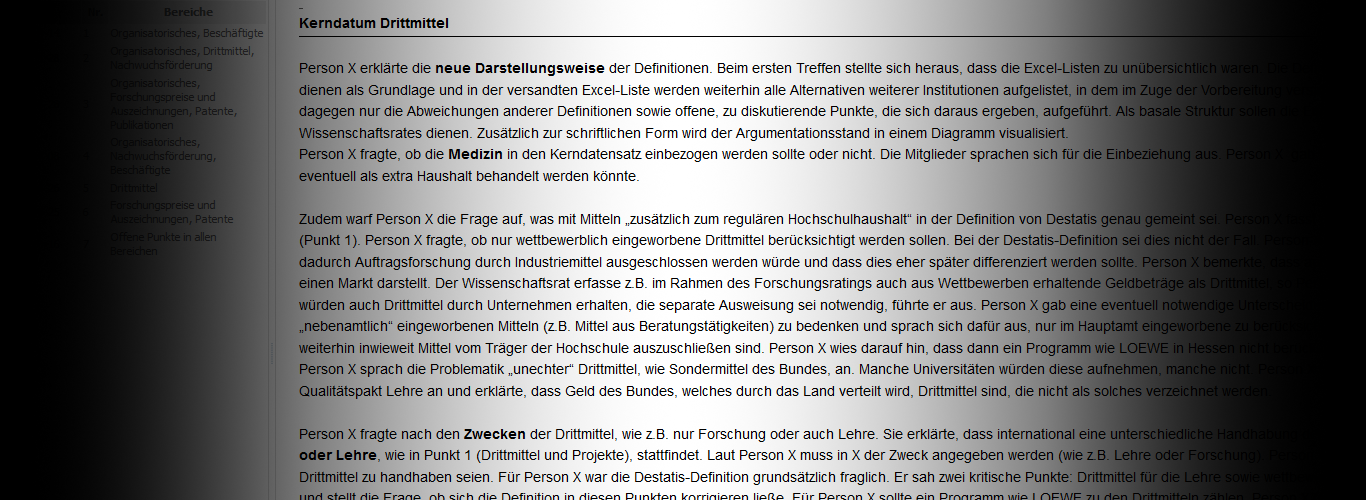 Nr.
Bereiche
Organisatorisches, Beschäftigte
Organisatorisches, Drittmittel,
Nachwuchsförderung
Organisatorisches,
Forschungspreise und
Auszeichnungen, Patente,
Publikationen
Organisatorisches,
Nachwuchsförderung,
Beschäftigte
Drittmittel
Forschungspreise und
Auszeichnungen, Patente
Offene Punkte in allen
Bereichen
Kerndatum Drittmittel
Person X erklärte die neue Darstellungsweise der Definitionen. Beim ersten Treffen stellte sich heraus, dass die Excel-Listen zu unübersichtlich waren.
dienen als Grundlage und in der versandten Excel-Liste werden weiterhin alle Alternativen weiterer Institutionen aufgelistet, in dem im Zuge der Vorbereitung
dagegen nur die Abweichungen anderer Definitionen sowie offene, zu diskutierende Punkte, die sich daraus ergeben, aufgeführt. Als basale Struktur sollen
Wissenschaftsrates dienen. Zusätzlich zur schriftlichen Form wird der Argumentationsstand in einem Diagramm visualisiert.
Person X fragte, ob die Medizin in den Kerndatensatz einbezogen werden sollte oder nicht. Die Mitglieder sprachen sich für die Einbeziehung aus. Person X
eventuell als extra Haushalt behandelt werden könnte.
Zudem warf Person X die Frage auf, was mit Mitteln „zusätzlich zum regulären Hochschulhaushalt“ in der Definition von Destatis genau gemeint sei. Person
(Punkt 1). Person X fragte, ob nur wettbewerblich eingeworbene Drittmittel berücksichtigt werden sollen. Bei der Destatis-Definition sei dies nicht der Fall.
dadurch Auftragsforschung durch Industriemittel ausgeschlossen werden würde und dass dies eher später differenziert werden sollte. Person X bemerkte,
einen Markt darstellt. Der Wissenschaftsrat erfasse z.B. im Rahmen des Forschungsratings auch aus Wettbewerben erhaltende Geldbeträge als Drittmittel,
würden auch Drittmittel durch Unternehmen erhalten, die separate Ausweisung sei notwendig, führte er aus. Person X gab eine eventuell notwendige
„nebenamtlich“ eingeworbenen Mitteln (z.B. Mittel aus Beratungstätigkeiten) zu bedenken und sprach sich dafür aus, nur im Hauptamt eingeworbene zu
weiterhin inwieweit Mittel vom Träger der Hochschule auszuschließen sind. Person X wies darauf hin, dass dann ein Programm wie LOEWE in Hessen nicht
Person X sprach die Problematik „unechter“ Drittmittel, wie Sondermittel des Bundes, an. Manche Universitäten würden diese aufnehmen, manche nicht.
Qualitätspakt Lehre an und erklärte, dass Geld des Bundes, welches durch das Land verteilt wird, Drittmittel sind, die nicht als solches verzeichnet werden.
Person X fragte nach den Zwecken der Drittmittel, wie z.B. nur Forschung oder auch Lehre. Sie erklärte, dass international eine unterschiedliche
oder Lehre, wie in Punkt 1 (Drittmittel und Projekte), stattfindet. Laut Person X muss in X der Zweck angegeben werden (wie z.B. Lehre oder Forschung).
Drittmittel zu handhaben seien. Für Person X war die Destatis-Definition grundsätzlich fraglich. Er sah zwei kritische Punkte: Drittmittel für die Lehre sowie
und stellt die Frage, ob sich die Definition in diesen Punkten korrigieren ließe. Für Person X sollte ein Programm wie LOEWE zu den Drittmitteln zählen.